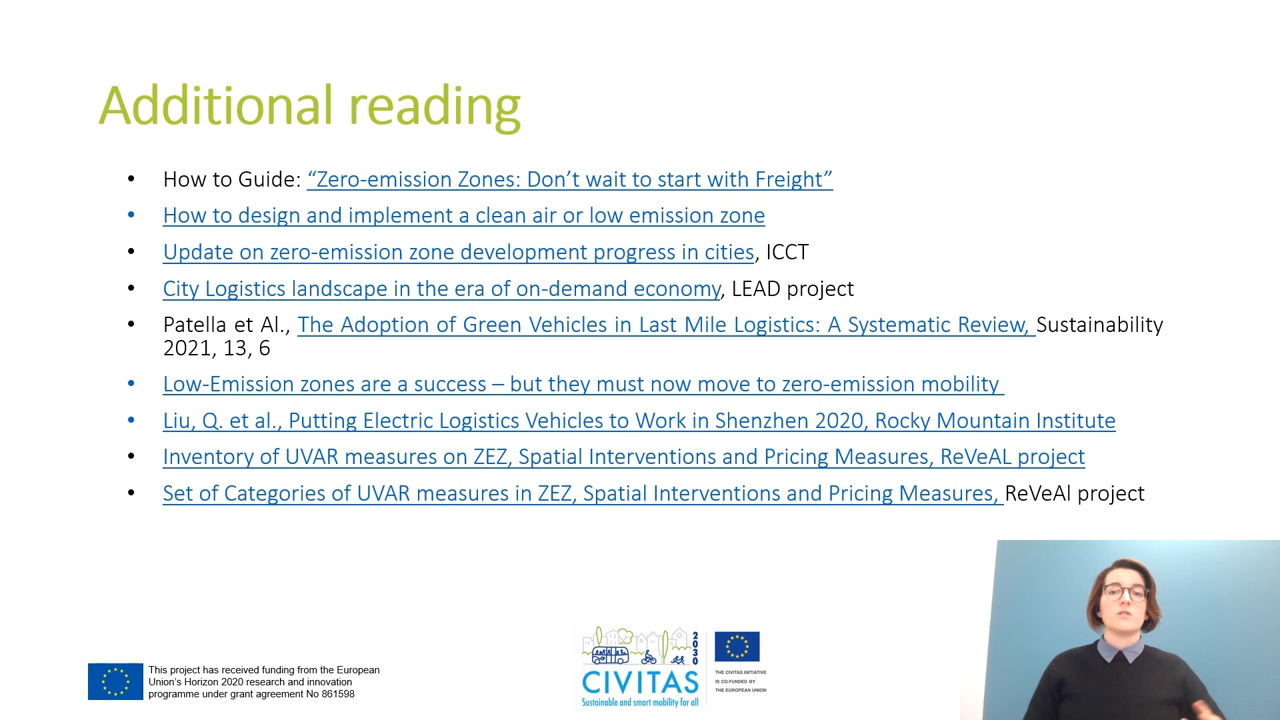 Additional reading
• How to Guide: “Zero-emission Zones: Don’t wait to start with Freight”
• How to design and implement a clean air or low emission zone
• Update on zero-emission zone development progress in cities, ICCT
• City Logistics landscape in the era of on-demand economy, LEAD project
• Patella et Al., The Adoption of Green Vehicles in Last Mile Logistics: A Systematic Review, Sustainability
2021, 13, 6
• Low-Emission zones are a success – but they must now move to zero-emission mobility
• Liu, Q. et al., Putting Electric Logistics Vehicles to Work in Shenzhen 2020, Rocky Mountain Institute
• Inventory of UVAR measures on ZEZ, Spatial Interventions and Pricing Measures, ReVeAL project
• Set of Categories of UVAR measures in ZEZ, Spatial Interventions and Pricing Measures, ReVeAl project
This project has received funding from the European
Union’s Horizon 2020 research and innovation
programme under grant agreement No 861598
2030
CIVITAS
Sustainable and smart mobility for all
THE CIVITAS INITIATIVE
IS CO-FUNDED BY
THE EUROPEAN UNION